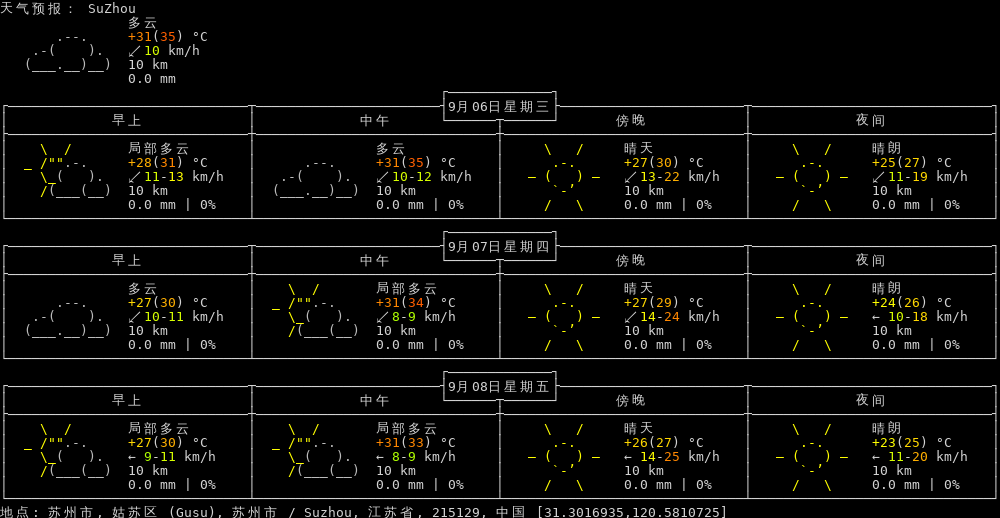 天气预报: SuZhou
多云
+31(35) °C
↙ 10 km/h
10 km
0.0 mm
9月06日星期三
早上 中午 傍晚 夜间
局部多云 多云 晴天 晴朗
+28(31) °C +31(35) °C +27(30) °C +25(27) °C
↙ 11-13 km/h ↙ 10-12 km/h ↙ 13-22 km/h ↙ 11-19 km/h
10 km 10 km 10 km 10 km
0.0 mm | 0% 0.0 mm | 0% 0.0 mm | 0% 0.0 mm | 0%
9月07日星期四
早上 中午 傍晚 夜间
多云 局部多云 晴天 晴朗
+27(30) °C +31(34) °C +27(29) °C +24(26) °C
↙ 10-11 km/h ↙ 8-9 km/h ↙ 14-24 km/h ← 10-18 km/h
10 km 10 km 10 km 10 km
0.0 mm | 0% 0.0 mm | 0% 0.0 mm | 0% 0.0 mm | 0%
9月08日星期五
早上 中午 傍晚 夜间
局部多云 局部多云 晴天 晴朗
+27(30) °C +31(33) °C +26(27) °C +23(25) °C
← 9-11 km/h ← 8-9 km/h ← 14-25 km/h ← 11-20 km/h
10 km 10 km 10 km 10 km
0.0 mm | 0% 0.0 mm | 0% 0.0 mm | 0% 0.0 mm | 0%
地点: 苏州市, 姑苏区 (Gusu), 苏州市 / Suzhou, 江苏省, 215129, 中国 [31.3016935,120.5810725]